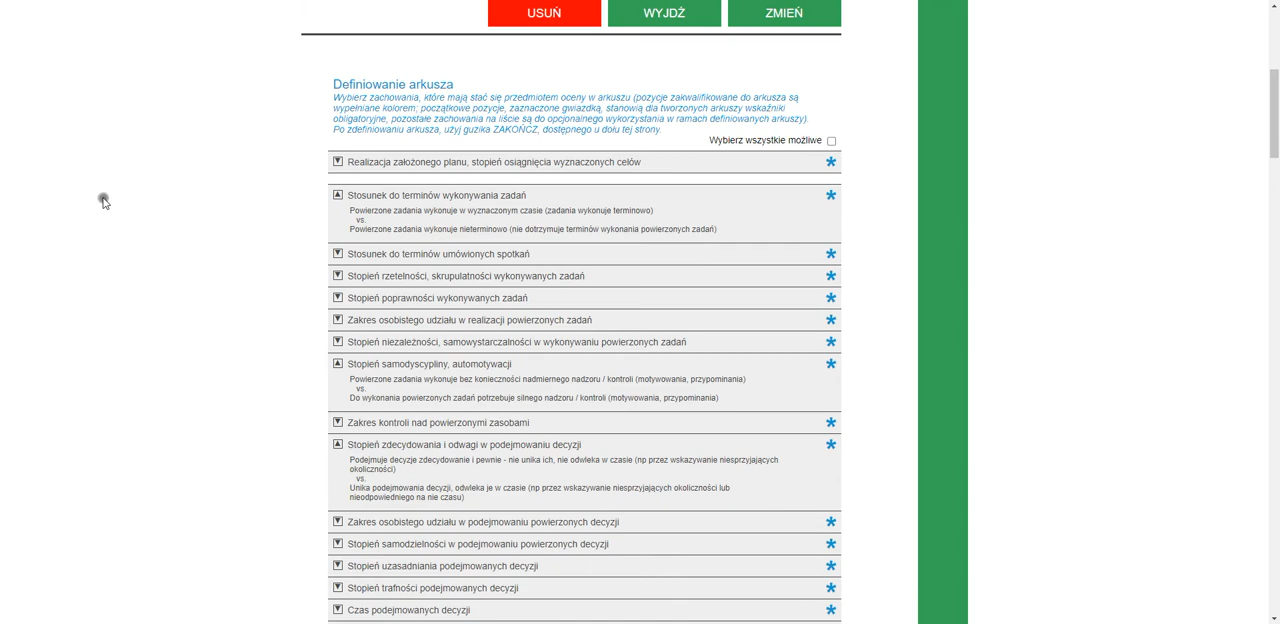 USUŃ WYJDŹ ZMIEŃ
Definiowanie arkusza
Wybierz zachowania, które mają stać się przedmiotem oceny w arkuszu (pozycje zakwalifikowane do arkusza są
wypełniane kolorem; początkowe pozycje, zaznaczone gwiazdką, stanowią dla tworzonych arkuszy wskaźniki
obligatoryjne, pozostałe zachowania na liście są do opcjonalnego wykorzystania w ramach definiowanych arkuszy).
Po zdefiniowaniu arkusza, użyj guzika ZAKOŃCZ, dostępnego u dołu tej strony.
Wybierz wszystkie możliwe
Realizacja założonego planu, stopień osiągnięcia wyznaczonych celów *
Stosunek do terminów wykonywania zadań *
Powierzone zadania wykonuje w wyznaczonym czasie (zadania wykonuje terminowo)
vs.
Powierzone zadania wykonuje nieterminowo (nie dotrzymuje terminów wykonania powierzonych zadań)
Stosunek do terminów umówionych spotkań *
Stopień rzetelności, skrupulatności wykonywanych zadań *
Stopień poprawności wykonywanych zadań *
Zakres osobistego udziału w realizacji powierzonych zadań *
Stopień niezależności, samowystarczalności w wykonywaniu powierzonych zadań *
Stopień samodyscypliny, automotywacji *
Powierzone zadania wykonuje bez konieczności nadmiernego nadzoru / kontroli (motywowania, przypominania)
vs.
Do wykonania powierzonych zadań potrzebuje silnego nadzoru / kontroli (motywowania, przypominania)
Zakres kontroli nad powierzonymi zasobami *
Stopień zdecydowania i odwagi w podejmowaniu decyzji *
Podejmuje decyzje zdecydowanie i pewnie - nie unika ich, nie odwleka w czasie (np przez wskazywanie niesprzyjających
okoliczności)
vs.
Unika podejmowania decyzji, odwleka je w czasie (np przez wskazywanie niesprzyjających okoliczności lub
nieodpowiedniego na nie czasu)
Zakres osobistego udziału w podejmowaniu powierzonych decyzji *
Stopień samodzielności w podejmowaniu powierzonych decyzji *
Stopień uzasadniania podejmowanych decyzji *
Stopień trafności podejmowanych decyzji *
Czas podejmowanych decyzji *